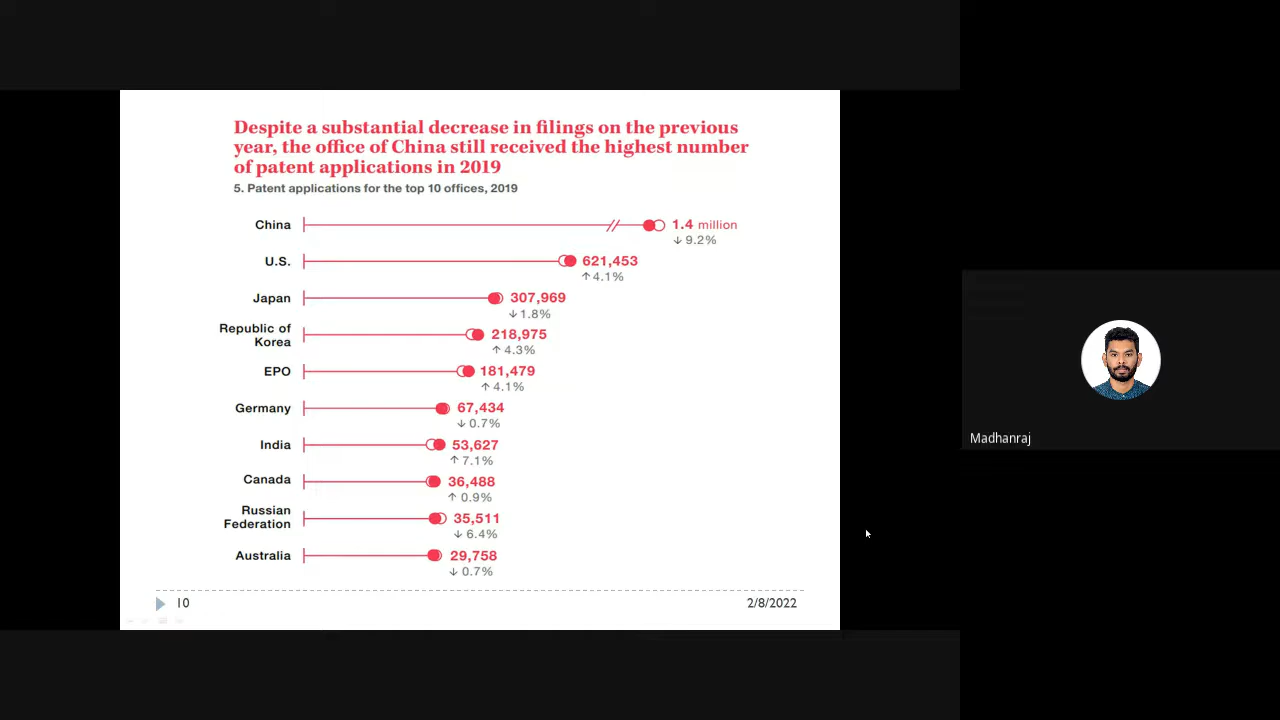 Despite a substantial decrease in filings on the previous
year, the office of China still received the highest number
of patent applications in 2019
5. Patent applications for the top 10 offices, 2019
China
1.4 million
↓ 9.2%
U.S.
621,453
↑ 4.1%
Japan
307,969
↓ 1.8%
Republic of
Korea
218,975
↑ 4.3%
EPO
181,479
↑ 4.1%
Germany
67,434
↓ 0.7%
India
53,627
↑ 7.1%
Canada
36,488
↑ 0.9%
Russian
Federation
35,511
↓ 6.4%
Australia
29,758
↓ 0.7%
10
2/8/2022
Madhanraj